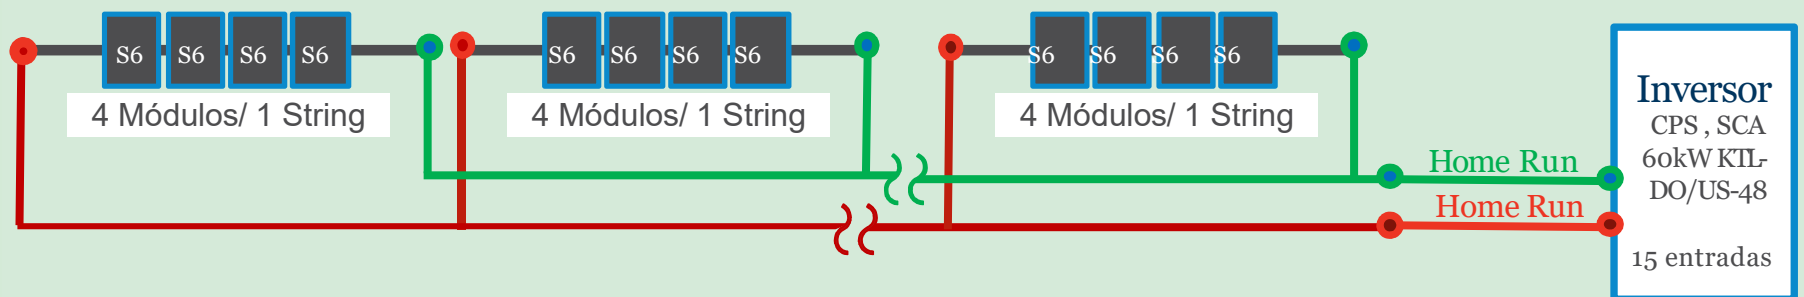 S6 S6 S6 S6
S6 S6 S6 S6
S6 S6 S6 S6
4 Módulos/ 1 String
4 Módulos/ 1 String
4 Módulos/ 1 String
Home Run
Home Run
Inversor
CPS , SCA
60kW KTL-
DO/US-48
15 entradas